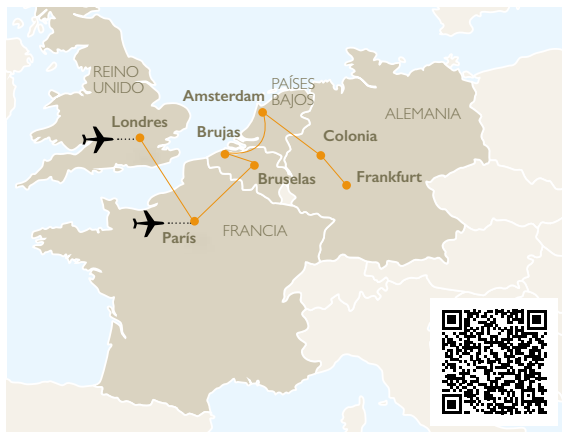 REINO
UNIDO
PAÍSES
BAJOS
Amsterdam
ALEMANIA
Londres
Brujas
Colonia
Bruselas
Frankfurt
París
FRANCIA